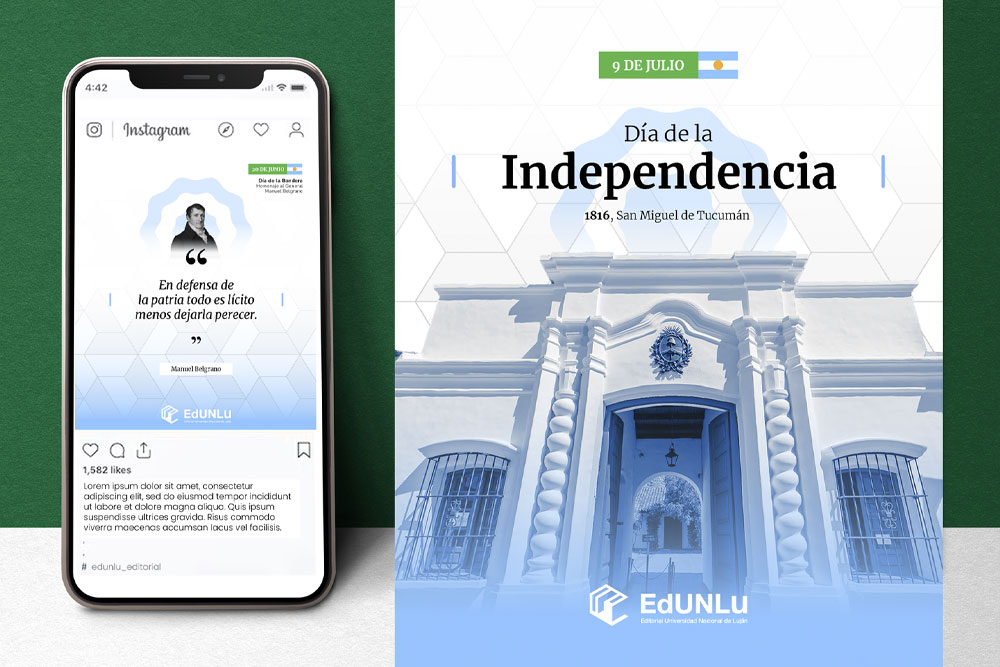 4:42
Instagram
20 DE JUNIO
Día de la Bandera
Homenaje al General
Manuel Belgrano
“
En defensa de
la patria todo es lícito
menos dejarla perecer.
”
Manuel Belgrano
EdUNLu
1,582 likes
Lorem ipsum dolor sit amet, consectetur
adipiscing elit, sed do eiusmod tempor incididunt
ut labore et dolore magna aliqua. Quis ipsum
suspendisse ultrices gravida. Risus commodo
viverra maecenas accumsan lacus vel facilisis.
.
.
# edunlu_editorial
9 DE JULIO
Día de la
Independencia
1816, San Miguel de Tucumán
EdUNLu
Editorial Universidad Nacional de Luján